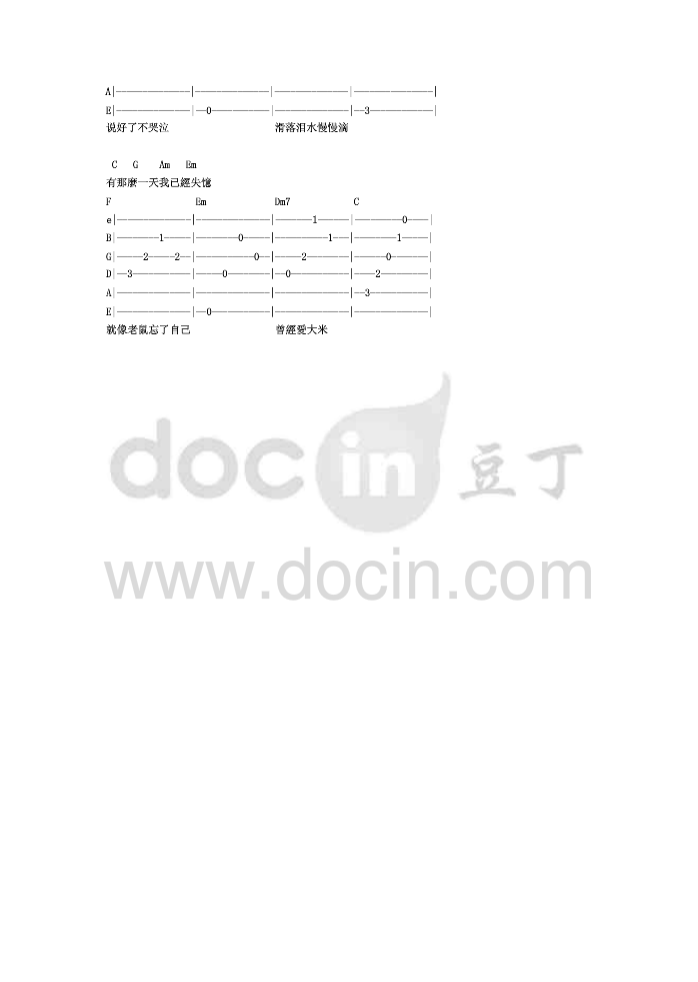 A|--------------|--------------|--------------|---------------|
E|--------------|--0-----------|--------------|--3------------|
说好了不哭泣 滑落泪水慢慢滴
C G Am Em
有那麼一天我已經失憶
F Em Dm7 C
e|--------------|--------------|-------1------|---------0----|
B|--------1-----|--------0-----|----------1---|--------1-----|
G|-----2-----2--|-----------0--|-----2--------|------0-------|
D|--3-----------|-----0--------|--0-----------|----2---------|
A|--------------|--------------|--------------|--3-----------|
E|--------------|--0-----------|--------------|--------------|
就像老鼠忘了自己 曾經愛大米
docin 豆丁
www.docin.com